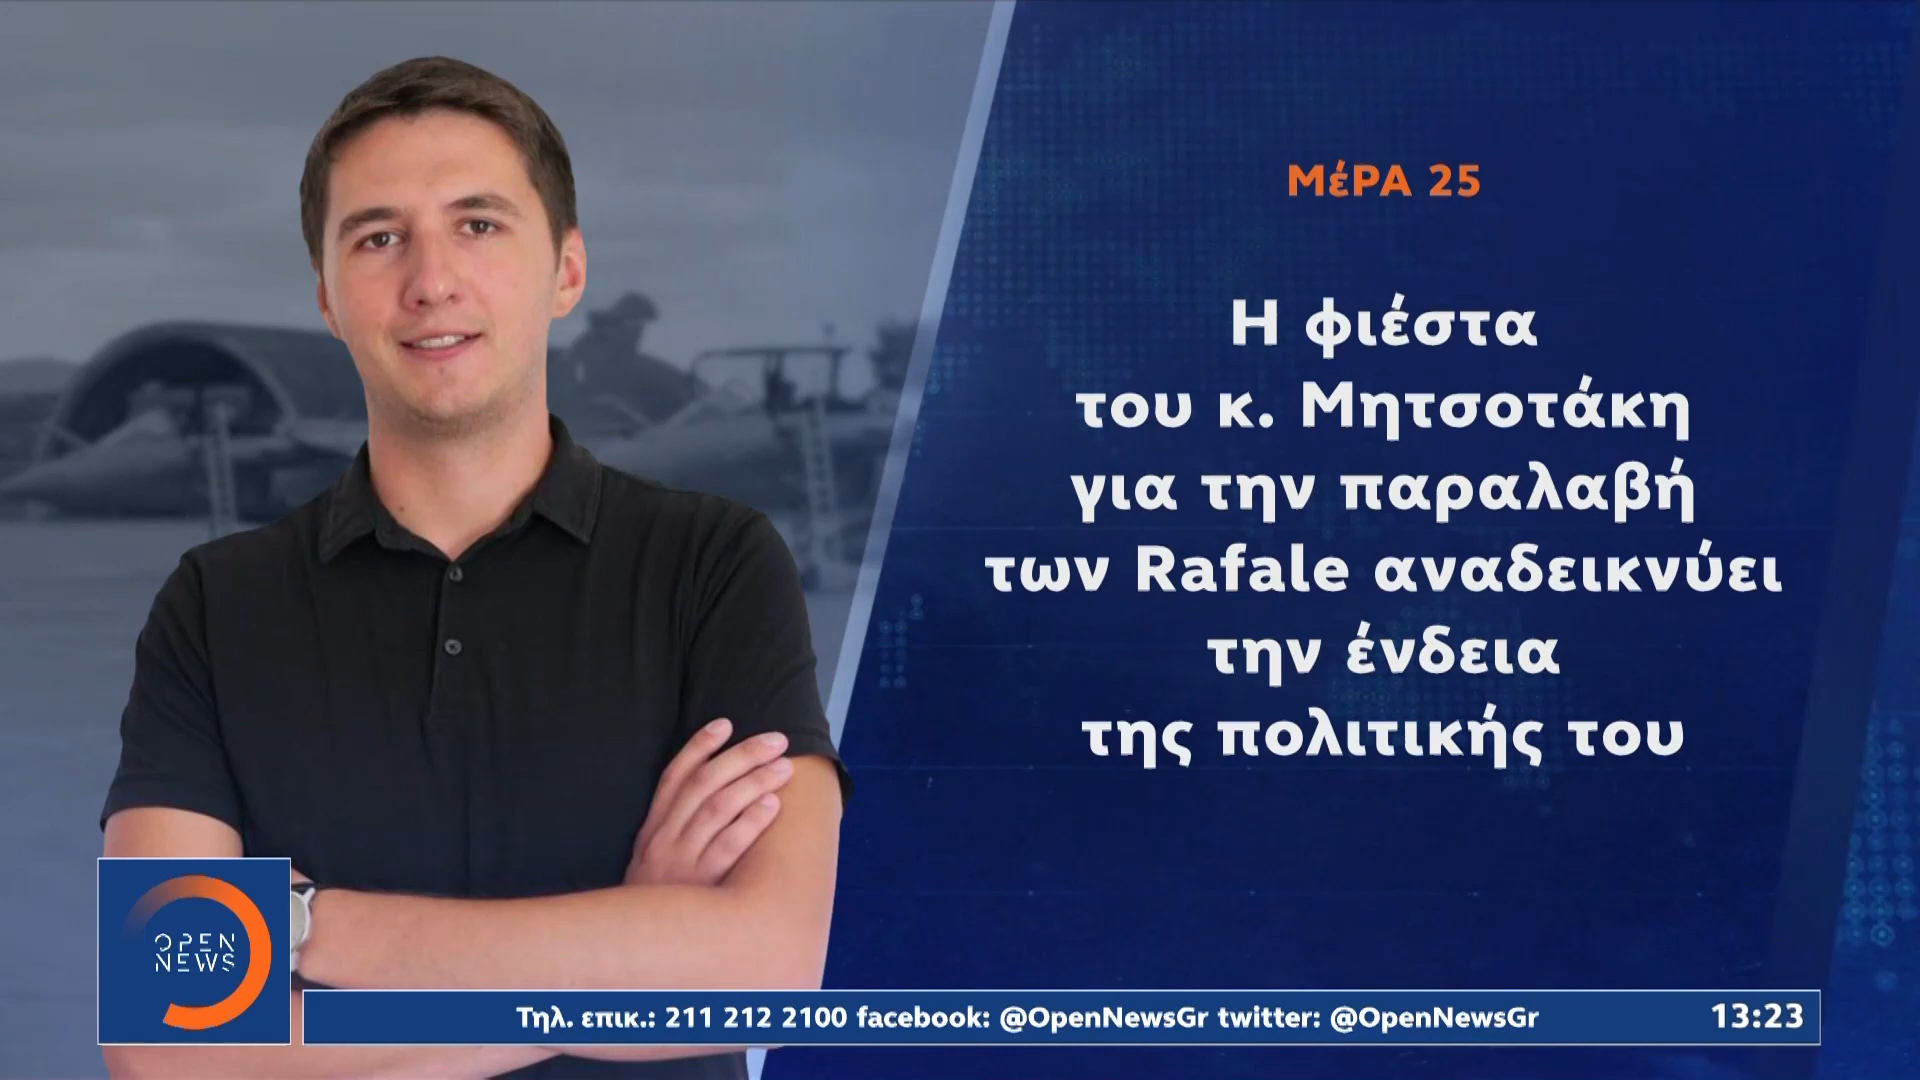 ΜέΡΑ 25
Η φιέστα
του κ. Μητσοτάκη
για την παραλαβή
των Rafale αναδεικνύει
την ένδεια
της πολιτικής του
OPEN
NEWS
Τηλ. επικ.: 211 212 2100 facebook: @OpenNewsGr twitter: @OpenNewsGr
13:23